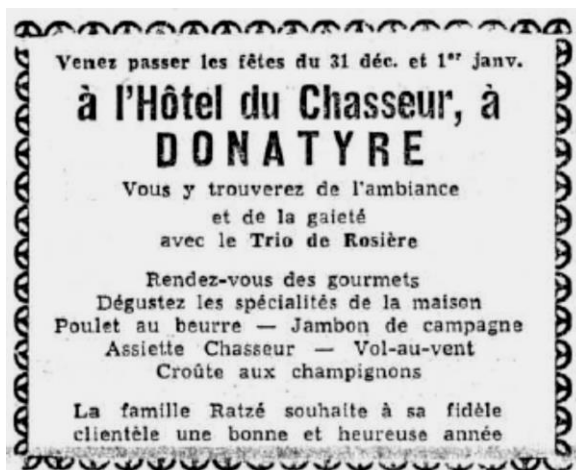 Venez passer les fêtes du 31 déc. et 1er janv.
à l'Hôtel du Chasseur, à
DONATYRE
Vous y trouverez de l'ambiance
et de la gaieté
avec le Trio de Rosière
Rendez-vous des gourmets
Dégustez les spécialités de la maison
Poulet au beurre — Jambon de campagne
Assiette Chasseur — Vol-au-vent
Croûte aux champignons
La famille Ratzé souhaite à sa fidèle
clientèle une bonne et heureuse année